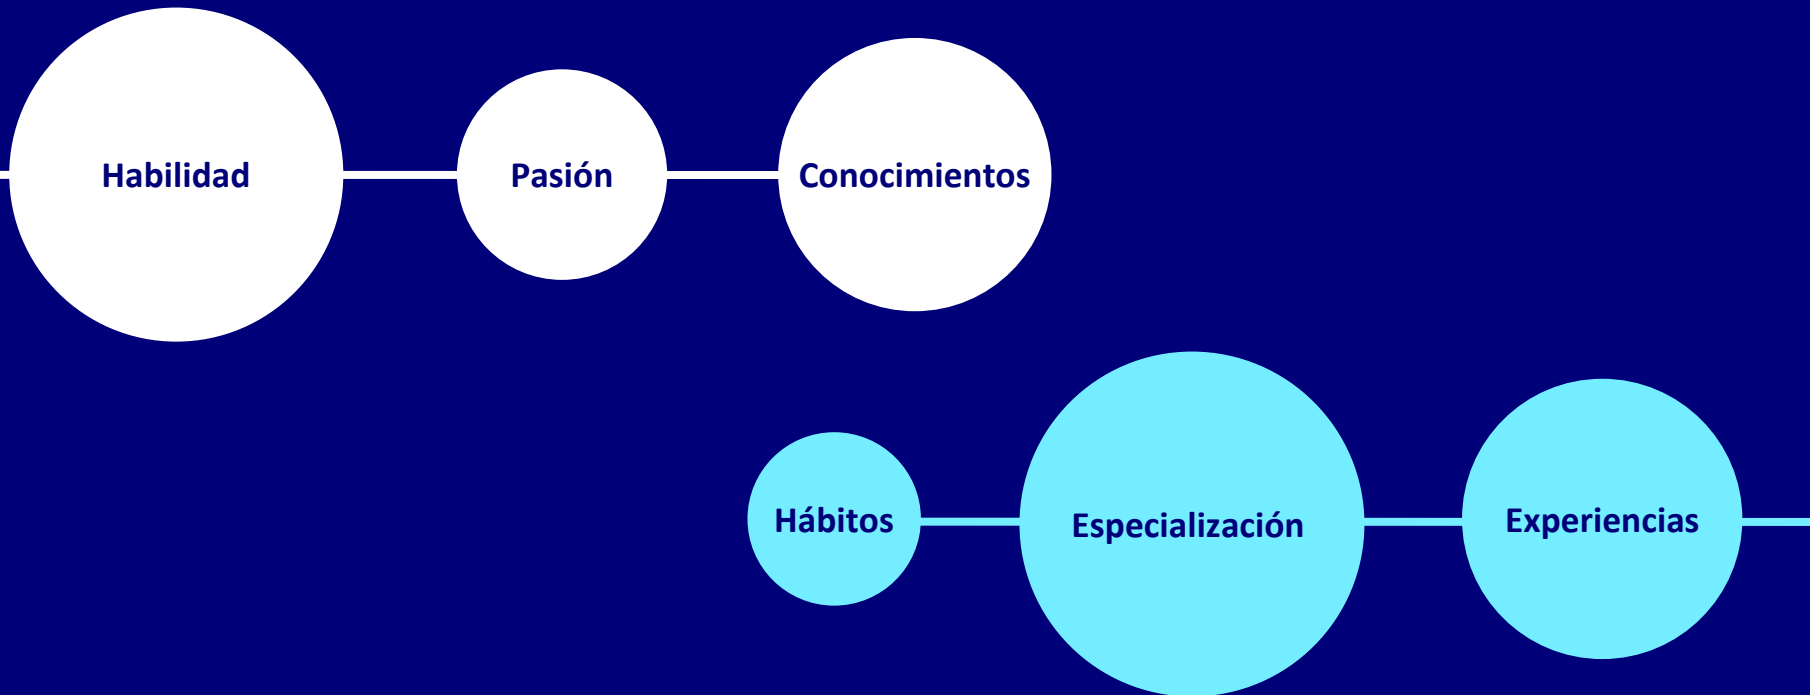 Habilidad
Pasión
Conocimientos
Hábitos
Especialización
Experiencias